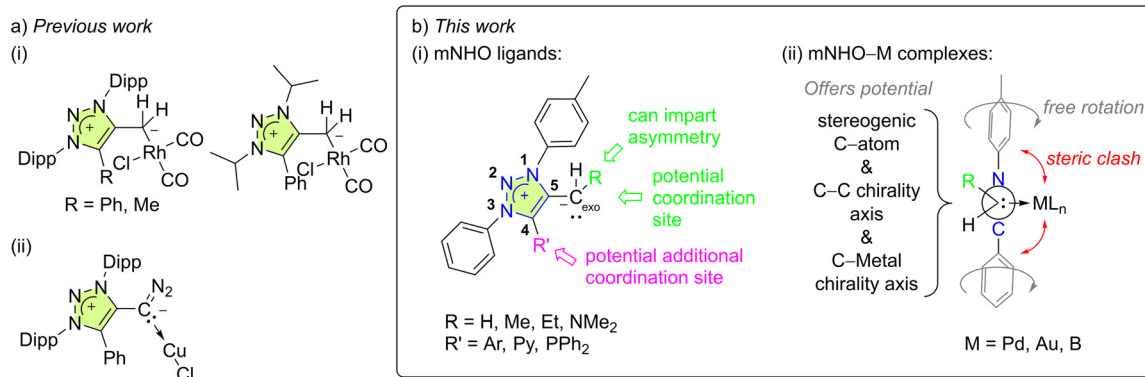 a) Previous work
(i)
Dipp
N
N
N
+
H
H
−
Dipp
R
Cl
Rh
CO
CO
N
N
N
+
H
H
−
Ph
Cl
Rh
CO
CO
R = Ph, Me
(ii)
Dipp
N
N
N
+
N2
C
:
−
Dipp
Ph
Cu
Cl
b) This work
(i) mNHO ligands:
can impart
asymmetry
1
N
2
N
3
N
+
5
4
H
R
−
Cexo
:
R'
potential
coordination
site
potential additional
coordination site
R = H, Me, Et, NMe2
R' = Ar, Py, PPh2
(ii) mNHO–M complexes:
Offers potential
stereogenic
C–atom
&
C–C chirality
axis
&
C–Metal
chirality axis
free rotation
steric clash
N
R
H
:
MLn
C
M = Pd, Au, B